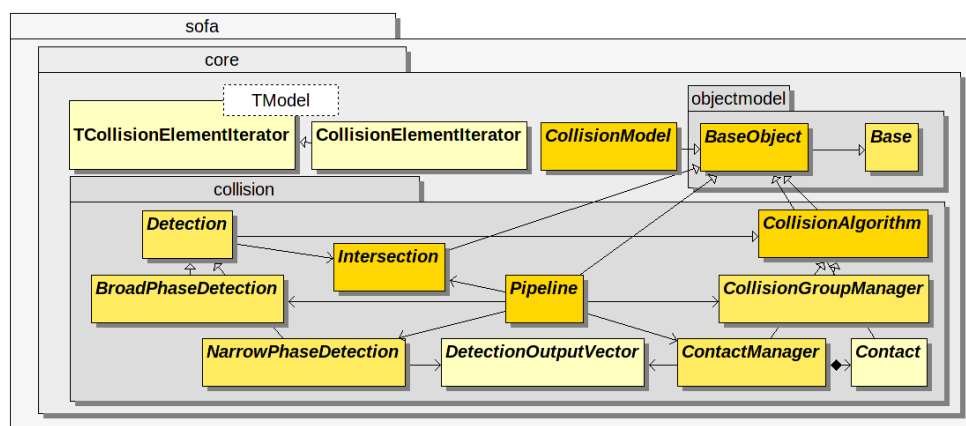 sofa
core
TModel
objectmodel
TCollisionElementIterator
CollisionElementIterator
CollisionModel
BaseObject
Base
collision
Detection
CollisionAlgorithm
Intersection
BroadPhaseDetection
Pipeline
CollisionGroupManager
NarrowPhaseDetection
DetectionOutputVector
ContactManager
Contact